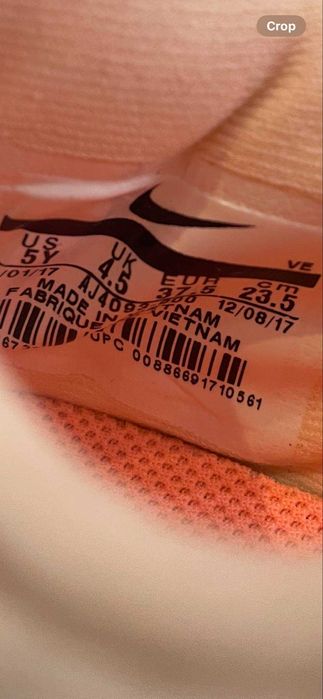 Crop
VE
US UK EUR cm
5Y 4.5 37.5 23.5
/01/17 12/08/17
MADE IN VIETNAM
FABRIQUE VIETNAM
UPC 00886691710561